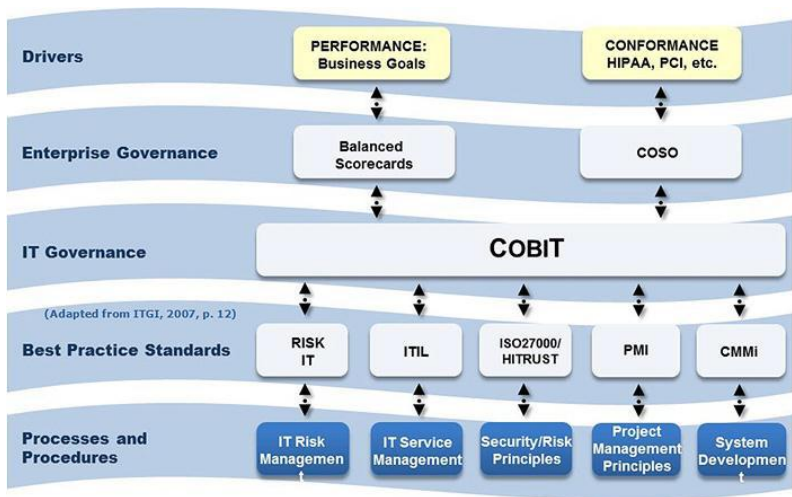 Drivers
PERFORMANCE:
Business Goals
CONFORMANCE
HIPAA, PCI, etc.
Enterprise Governance
Balanced
Scorecards
COSO
IT Governance
COBIT
(Adapted from ITGI, 2007, p. 12)
Best Practice Standards
RISK
IT
ITIL
ISO27000/
HITRUST
PMI
CMMi
Processes and
Procedures
IT Risk
Managemen
t
IT Service
Management
Security/Risk
Principles
Project
Management
Principles
System
Developmen
t